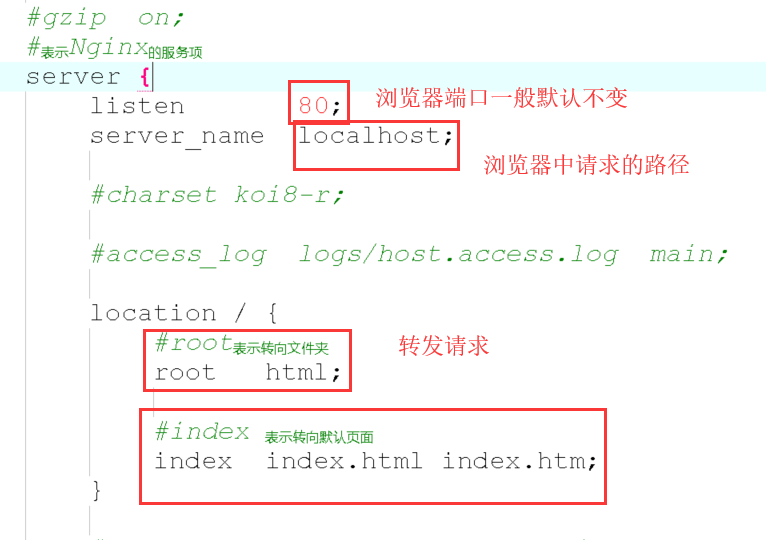 #gzip on;
#表示Nginx的服务项
server {
listen 80; 浏览器端口一般默认不变
server_name localhost;
浏览器中请求的路径
#charset koi8-r;
#access_log logs/host.access.log main;
location / {
#root表示转向文件夹 转发请求
root html;
#index 表示转向默认页面
index index.html index.htm;
}